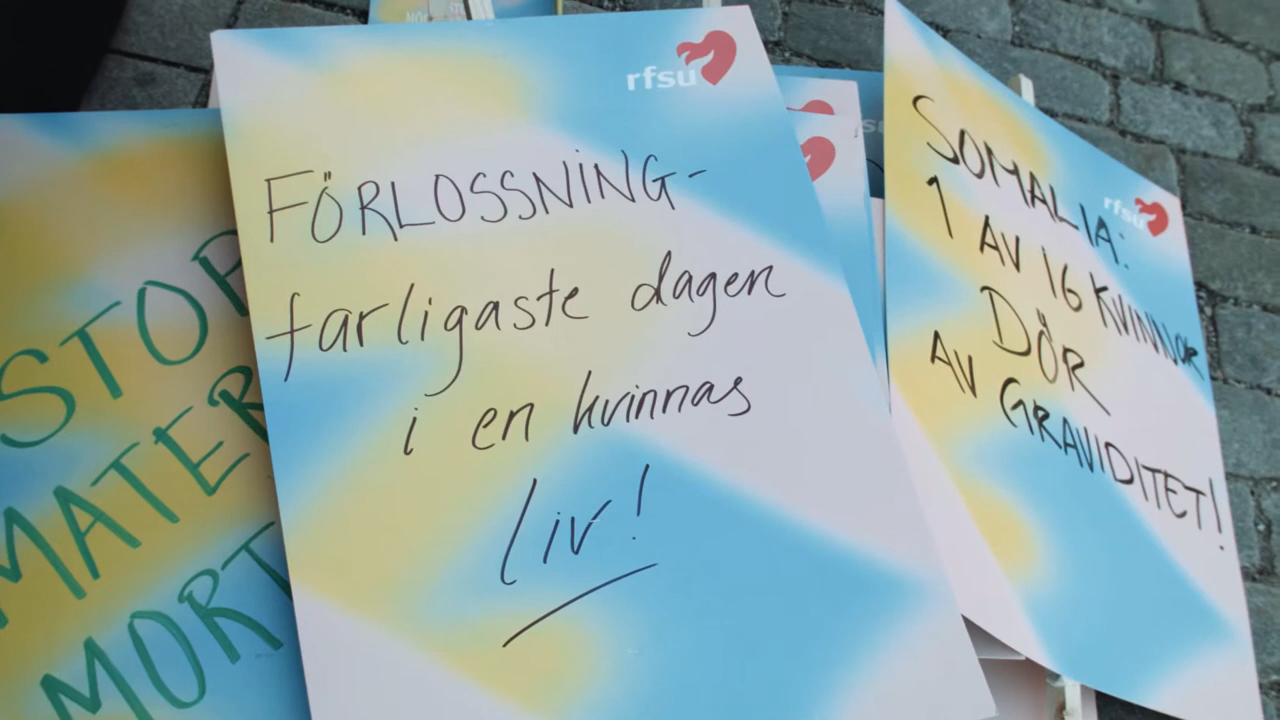 STOP
MATER
MORT
rfsu
FÖRLOSSNING-
farligaste dagen
i en kvinnas
liv!
rfsu
SOMALIA:
1 AV 16 KVINNOR
DÖR
AV GRAVIDITET!